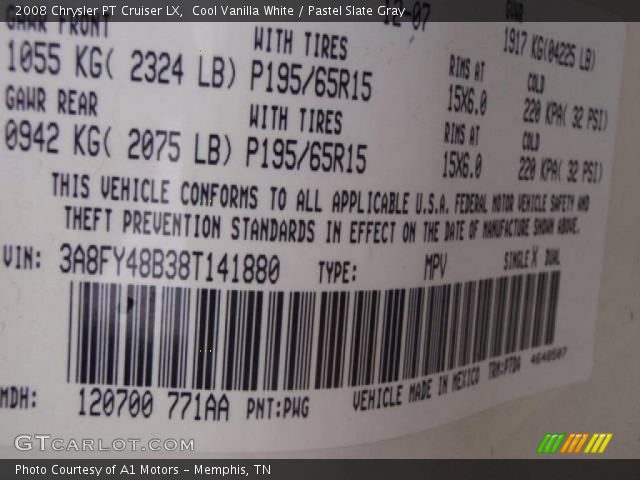 2008 Chrysler PT Cruiser LX, Cool Vanilla White / Pastel Slate Gray
GAWR FRONT 12-07 GVWR
1055 KG( 2324 LB) WITH TIRES P195/65R15 RIMS AT 15X6.0 1917 KG(04225 LB) COLD 220 KPA( 32 PSI)
GAWR REAR
0942 KG( 2075 LB) WITH TIRES P195/65R15 RIMS AT 15X6.0 COLD 220 KPA( 32 PSI)
THIS VEHICLE CONFORMS TO ALL APPLICABLE U.S.A. FEDERAL MOTOR VEHICLE SAFETY AND
THEFT PREVENTION STANDARDS IN EFFECT ON THE DATE OF MANUFACTURE SHOWN ABOVE.
VIN: 3A8FY48B38T141880 TYPE: MPV SINGLE X DUAL
MDH: 120700 771AA PNT:PWG VEHICLE MADE IN MEXICO TRM:P7DA 4648507
GTCARLOT.COM
Photo Courtesy of A1 Motors - Memphis, TN